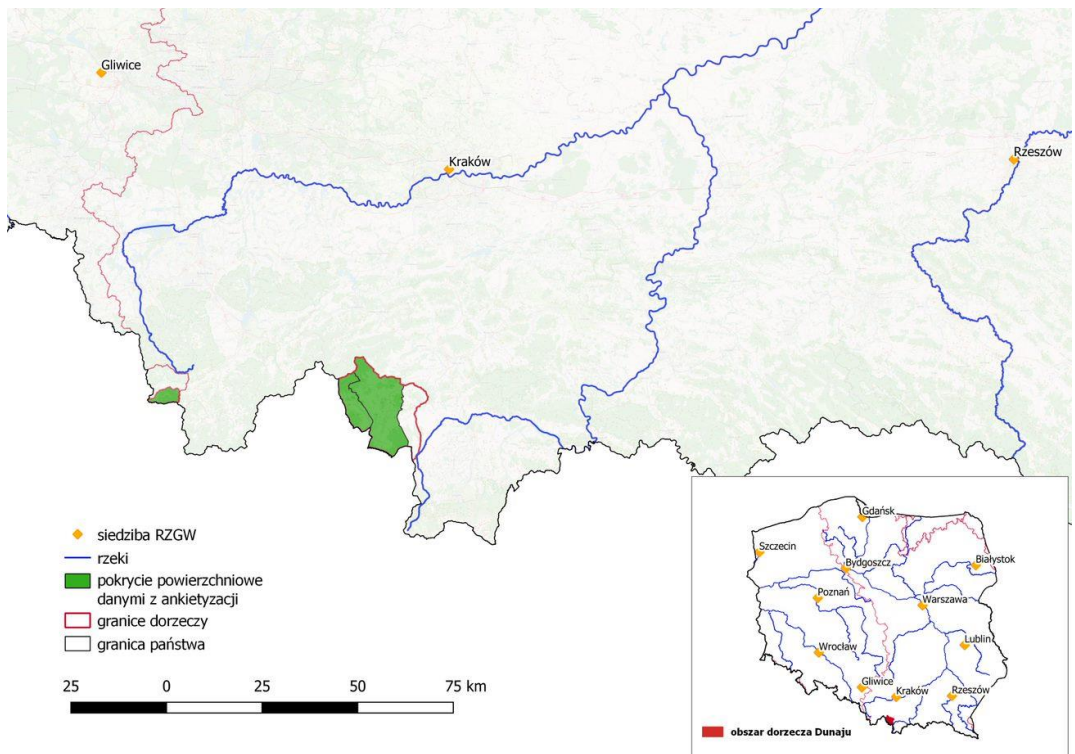 Gliwice
Kraków
Rzeszów
siedziba RZGW
rzeki
pokrycie powierzchniowe
danymi z ankietyzacji
granice dorzeczy
granica państwa
25 0 25 50 75 km
Gdańsk
Szczecin
Białystok
Bydgoszcz
Poznań
Warszawa
Lublin
Wrocław
Gliwice
Kraków
Rzeszów
obszar dorzecza Dunaju